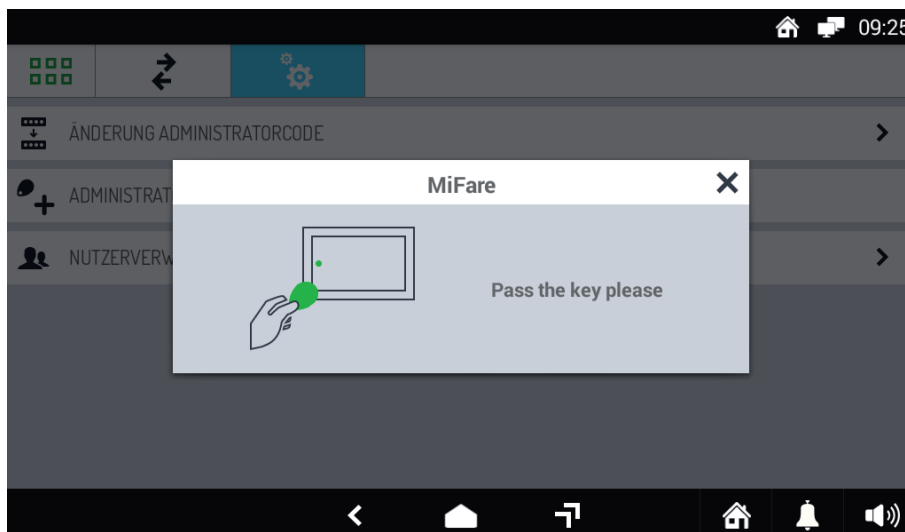 09:25
ÄNDERUNG ADMINISTRATORCODE
MiFare
ADMINISTRAT
Pass the key please
NUTZERVERW